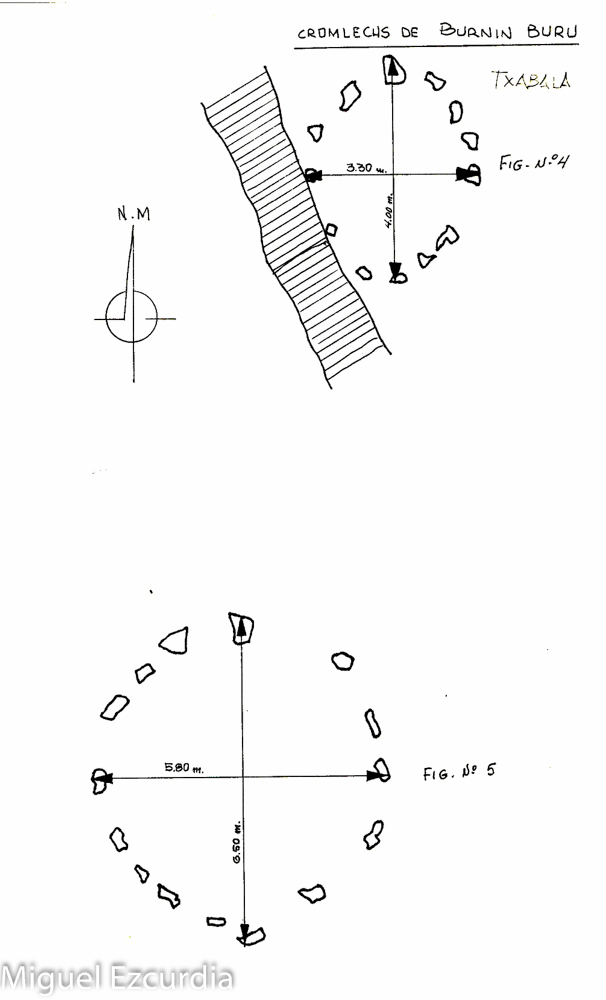 CROMLECHS DE BURNIN BURU
TXABALA
FIG. Nº4
3.30 m.
4.00 m.
N.M
5.80 m.
FIG. Nº 5
6.50 m.
Miguel Ezcurdia